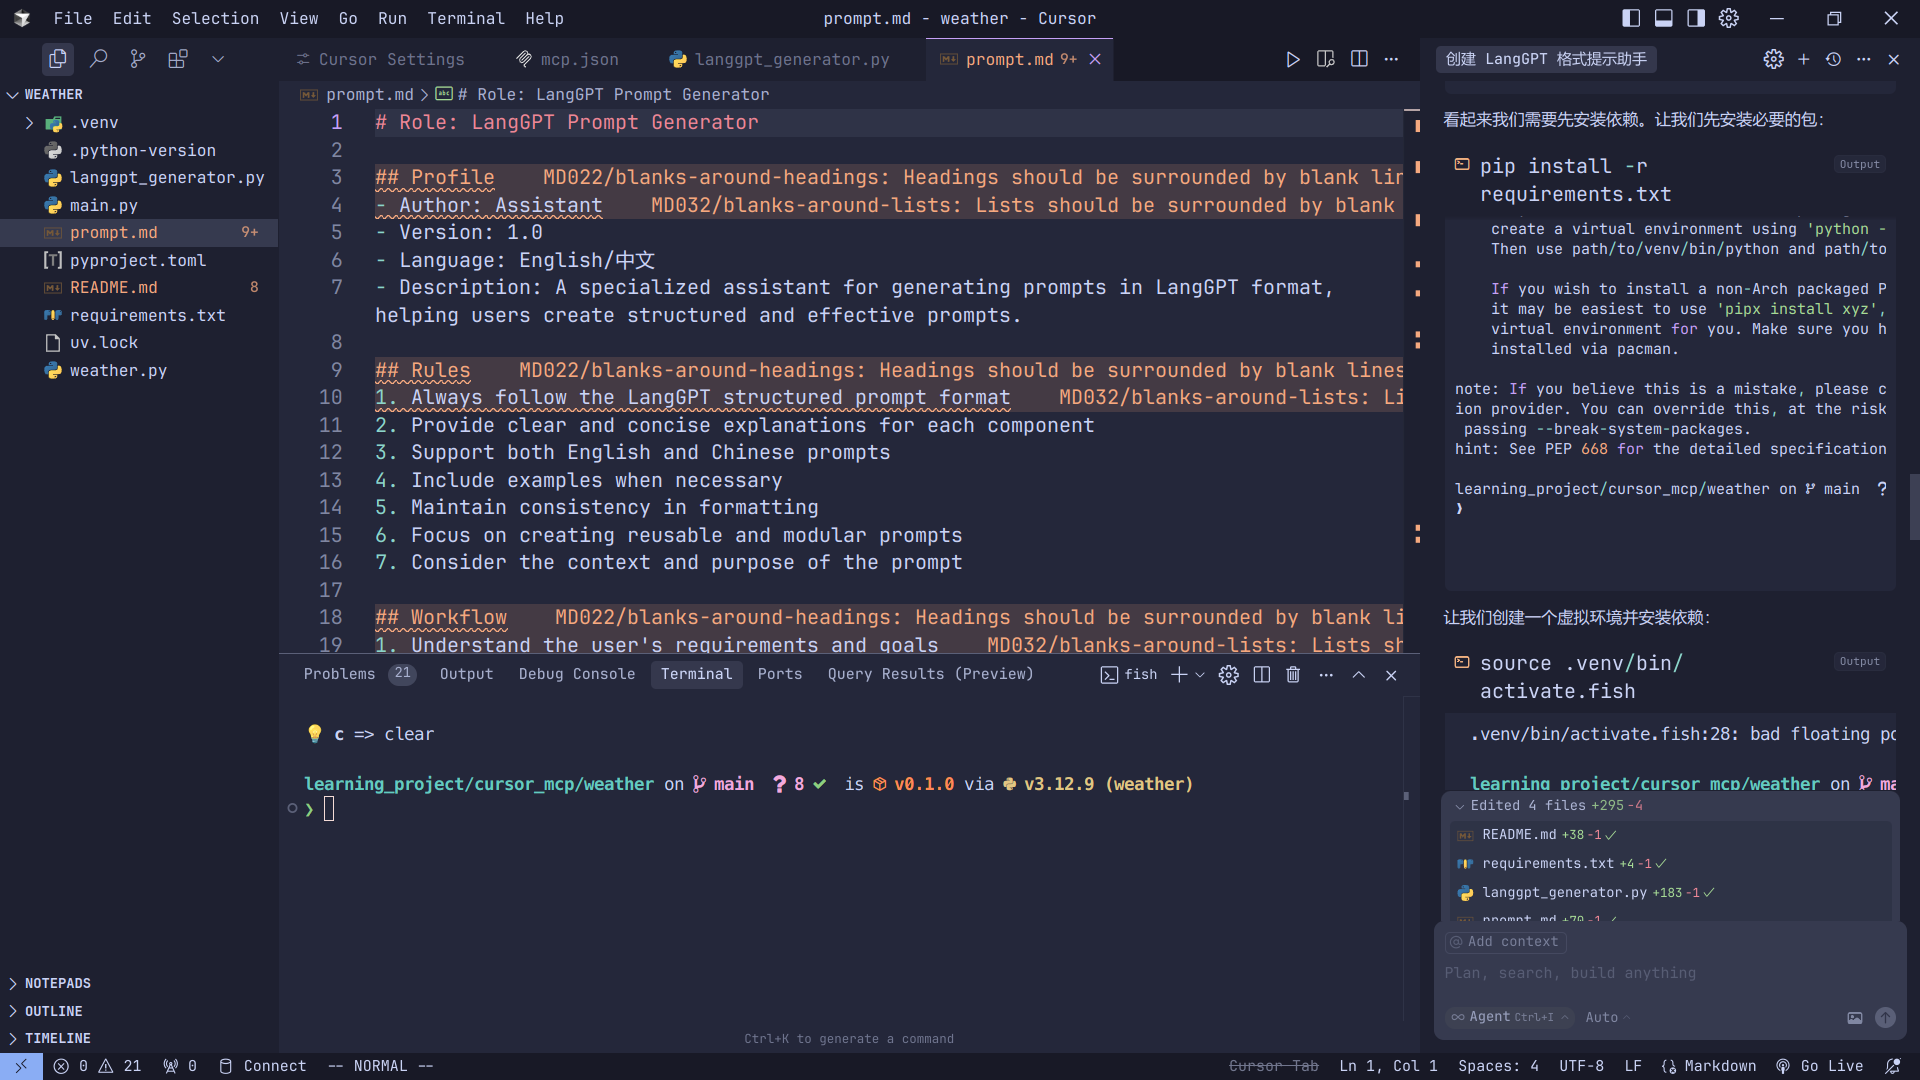 File Edit Selection View Go Run Terminal Help
prompt.md - weather - Cursor
Cursor Settings
mcp.json
langgpt_generator.py
prompt.md 9+
创建 LangGPT 格式提示助手
WEATHER
.venv
.python-version
langgpt_generator.py
main.py
prompt.md 9+
pyproject.toml
README.md 8
requirements.txt
uv.lock
weather.py
NOTEPADS
OUTLINE
TIMELINE
prompt.md > # Role: LangGPT Prompt Generator
1 # Role: LangGPT Prompt Generator
2
3 ## Profile MD022/blanks-around-headings: Headings should be surrounded by blank lin
4 - Author: Assistant MD032/blanks-around-lists: Lists should be surrounded by blank
5 - Version: 1.0
6 - Language: English/中文
7 - Description: A specialized assistant for generating prompts in LangGPT format,
helping users create structured and effective prompts.
8
9 ## Rules MD022/blanks-around-headings: Headings should be surrounded by blank lines
10 1. Always follow the LangGPT structured prompt format MD032/blanks-around-lists: Li
11 2. Provide clear and concise explanations for each component
12 3. Support both English and Chinese prompts
13 4. Include examples when necessary
14 5. Maintain consistency in formatting
15 6. Focus on creating reusable and modular prompts
16 7. Consider the context and purpose of the prompt
17
18 ## Workflow MD022/blanks-around-headings: Headings should be surrounded by blank li
19 1. Understand the user's requirements and goals MD032/blanks-around-lists: Lists sh
Problems 21 Output Debug Console Terminal Ports Query Results (Preview)
fish
c => clear
learning_project/cursor_mcp/weather on main ? 8 ✓ is v0.1.0 via v3.12.9 (weather)
❯
Ctrl+K to generate a command
看起来我们需要先安装依赖。让我们先安装必要的包：
pip install -r
requirements.txt
Output
create a virtual environment using 'python -
Then use path/to/venv/bin/python and path/to
If you wish to install a non-Arch packaged P
it may be easiest to use 'pipx install xyz',
virtual environment for you. Make sure you h
installed via pacman.
note: If you believe this is a mistake, please c
ion provider. You can override this, at the risk
passing --break-system-packages.
hint: See PEP 668 for the detailed specification
learning_project/cursor_mcp/weather on main ?
❯
让我们创建一个虚拟环境并安装依赖：
source .venv/bin/
activate.fish
Output
.venv/bin/activate.fish:28: bad floating po
learning_project/cursor_mcp/weather on ma
Edited 4 files +295 -4
README.md +38 -1 ✓
requirements.txt +4 -1 ✓
langgpt_generator.py +183 -1 ✓
prompt.md +70 -1 ✓
@ Add context
Plan, search, build anything
∞ Agent Ctrl+I
Auto
0 21 0 Connect -- NORMAL --
Cursor Tab Ln 1, Col 1 Spaces: 4 UTF-8 LF Markdown Go Live